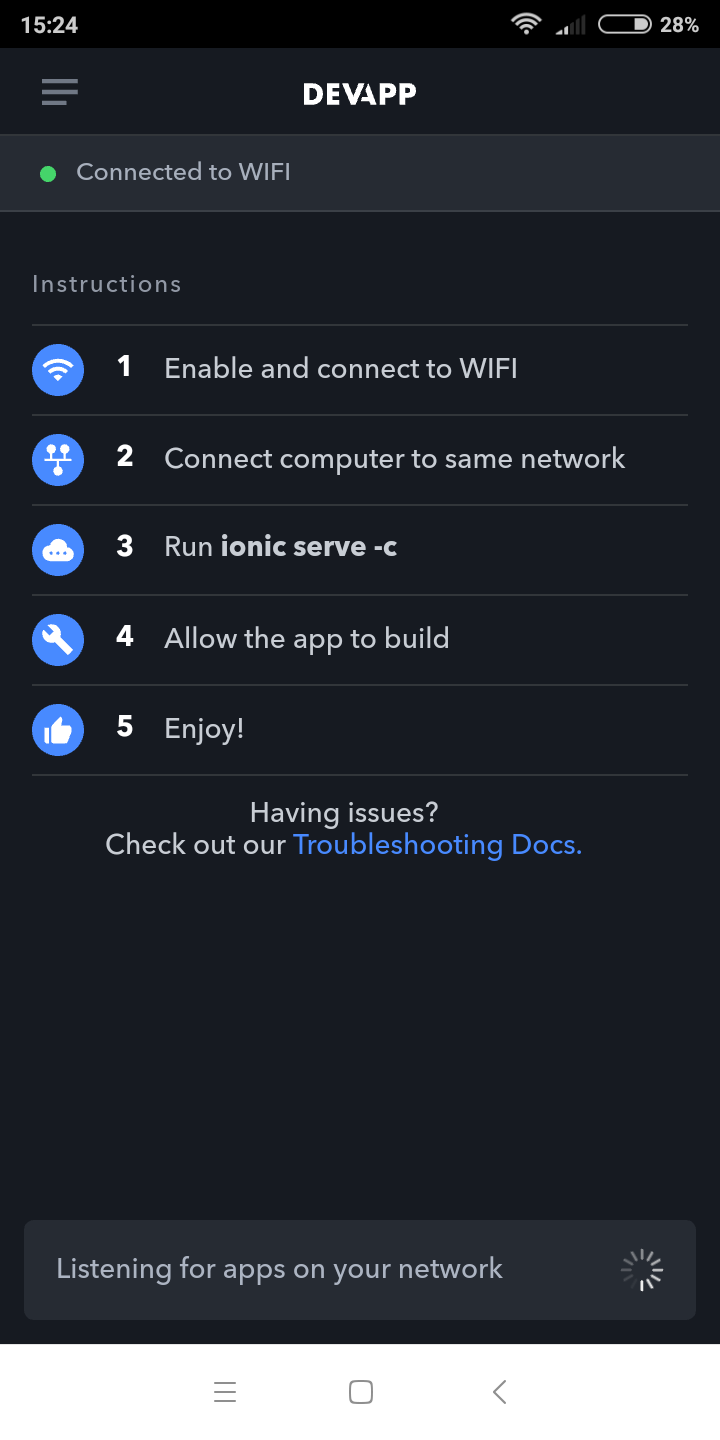 15:24 28%
DEVAPP
Connected to WIFI
Instructions
1 Enable and connect to WIFI
2 Connect computer to same network
3 Run ionic serve -c
4 Allow the app to build
5 Enjoy!
Having issues?
Check out our Troubleshooting Docs.
Listening for apps on your network